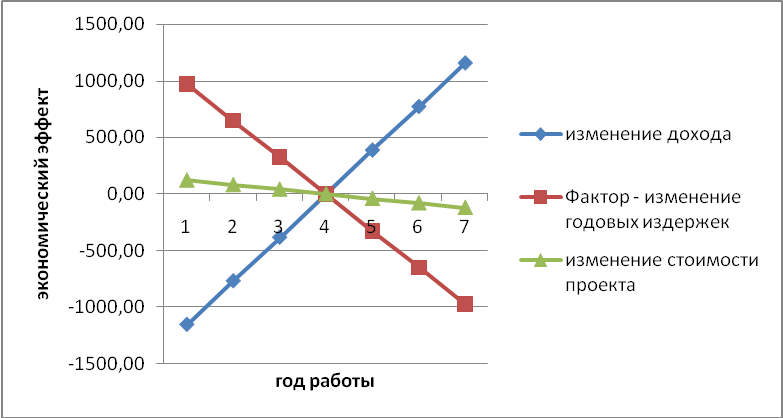 1500,00
1000,00
500,00
0,00
-500,00
-1000,00
-1500,00
экономический эффект
1 2 3 4 5 6 7
год работы
изменение дохода
Фактор - изменение
годовых издержек
изменение стоимости
проекта